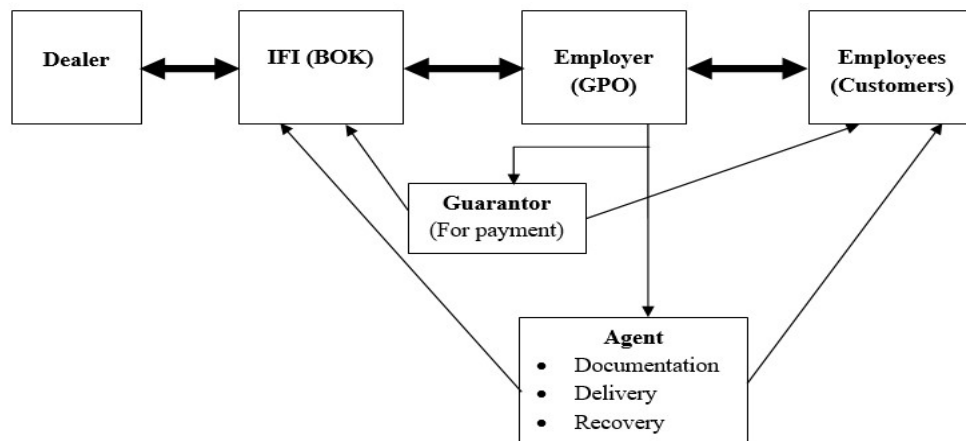 Dealer
IFI (BOK)
Employer
(GPO)
Employees
(Customers)
Guarantor
(For payment)
Agent
• Documentation
• Delivery
• Recovery